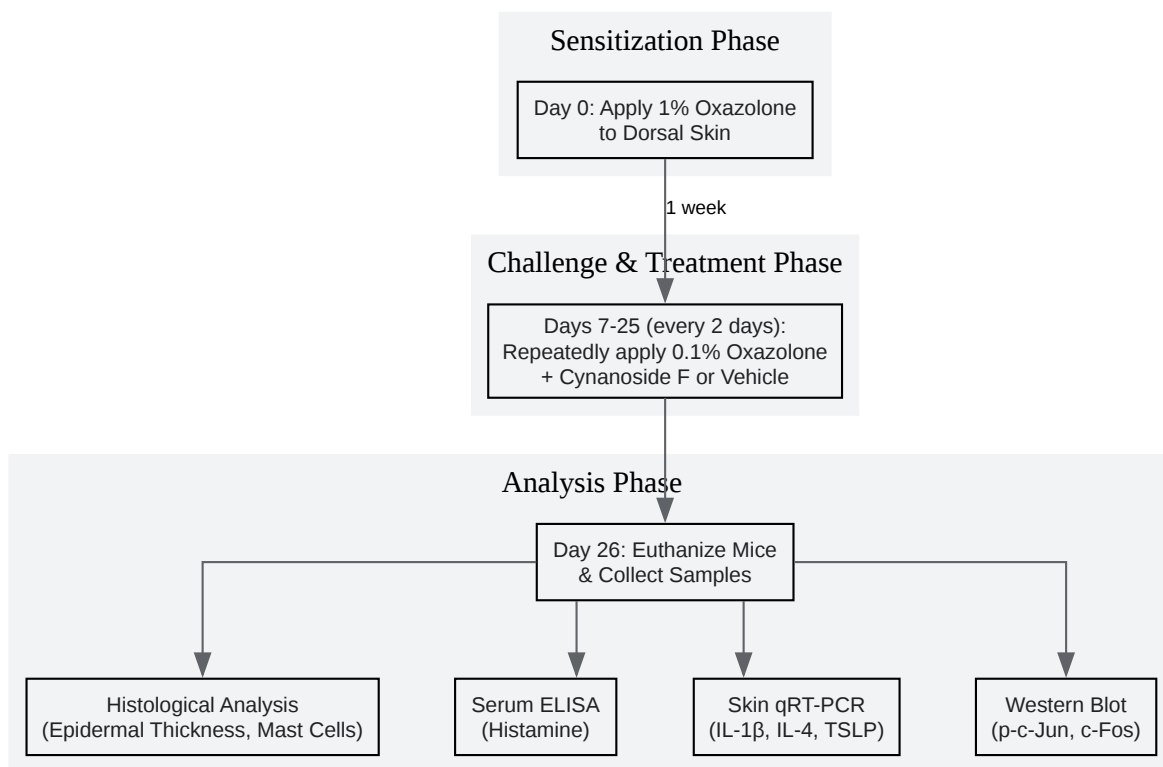 Sensitization Phase
Day 0: Apply 1% Oxazolone
to Dorsal Skin
1 week
Challenge & Treatment Phase
Days 7-25 (every 2 days):
Repeatedly apply 0.1% Oxazolone
+ Cynanoside F or Vehicle
Analysis Phase
Day 26: Euthanize Mice
& Collect Samples
Histological Analysis
(Epidermal Thickness, Mast Cells)
Serum ELISA
(Histamine)
Skin qRT-PCR
(IL-1β, IL-4, TSLP)
Western Blot
(p-c-Jun, c-Fos)